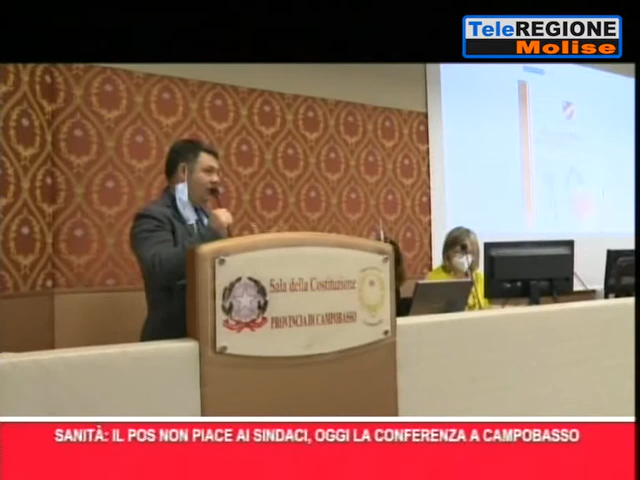 TeleREGIONE
Molise
Sala della Costituzione
PROVINCIA DI CAMPOBASSO
SANITÀ: IL POS NON PIACE AI SINDACI, OGGI LA CONFERENZA A CAMPOBASSO